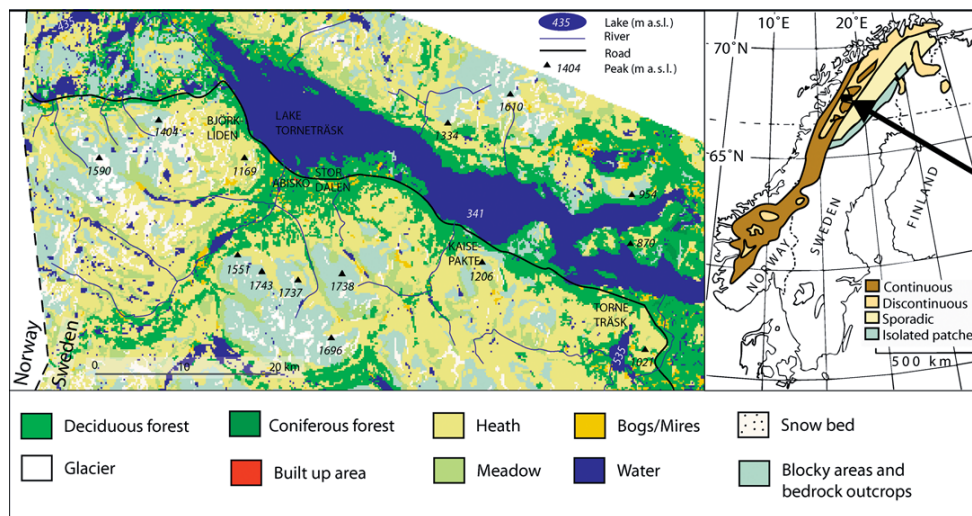 435
435
Lake (m a.s.l.)
River
Road
1404
Peak (m a.s.l.)
1404
BJÖRK-
LIDEN
LAKE
TORNETRÄSK
1334
1610
1590
1169
ABISKO
STOR
DALEN
954
341
KAISE-
PAKTE
870
1206
1551
1743
1737
1738
1696
TORNE
TRÄSK
535
1021
Norway
Sweden
0.
10
20 km
10°E
20°E
70°N
65°N
NORWAY
SWEDEN
FINLAND
Continuous
Discontinuous
Sporadic
Isolated patche
500 km
Deciduous forest
Coniferous forest
Heath
Bogs/Mires
Snow bed
Glacier
Built up area
Meadow
Water
Blocky areas and
bedrock outcrops